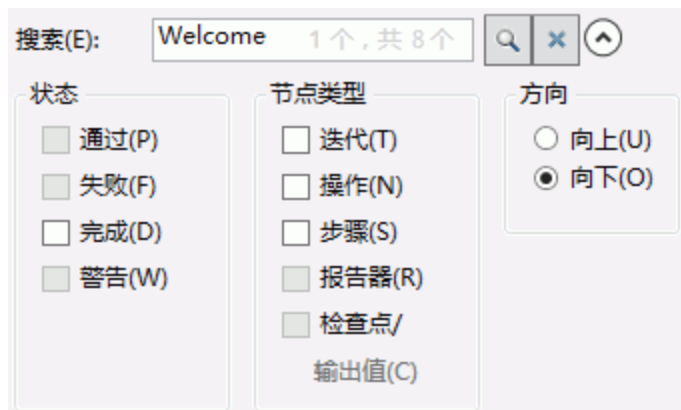 搜索(E): Welcome 1个,共8个
状态
通过(P)
失败(F)
完成(D)
警告(W)
节点类型
迭代(T)
操作(N)
步骤(S)
报告器(R)
检查点/
输出值(C)
方向
向上(U)
向下(O)